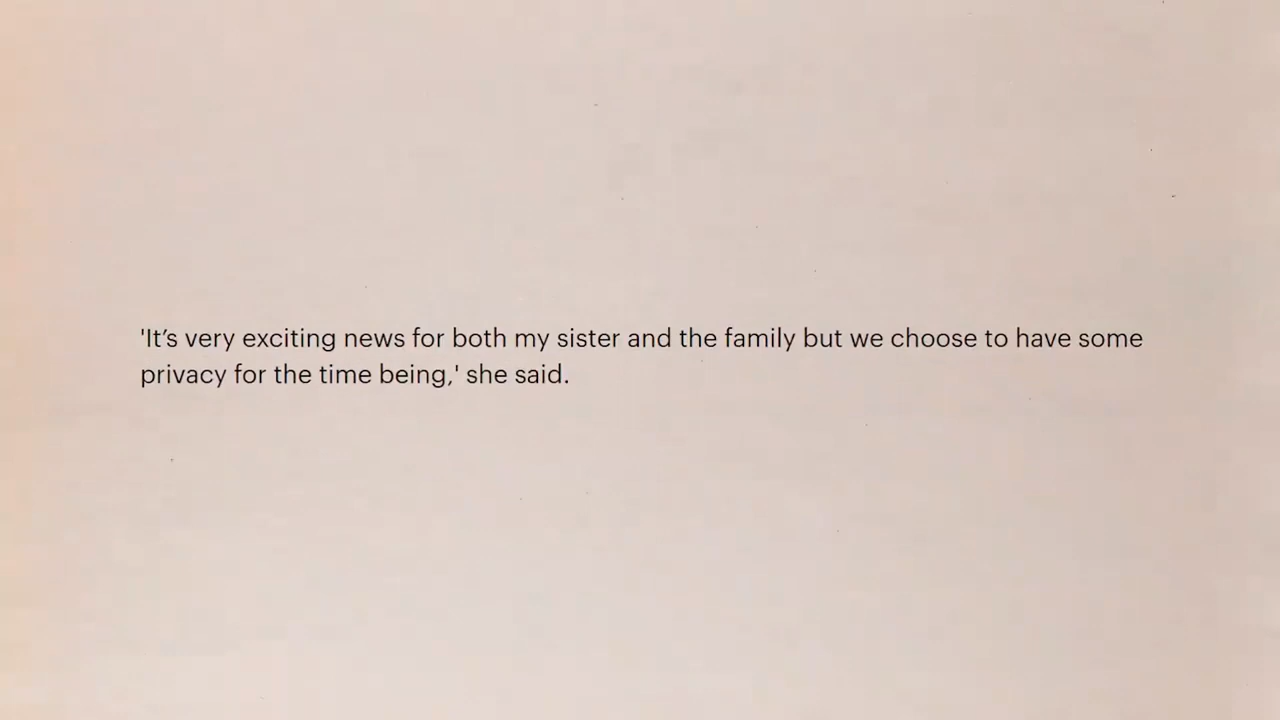 'It’s very exciting news for both my sister and the family but we choose to have some
privacy for the time being,' she said.